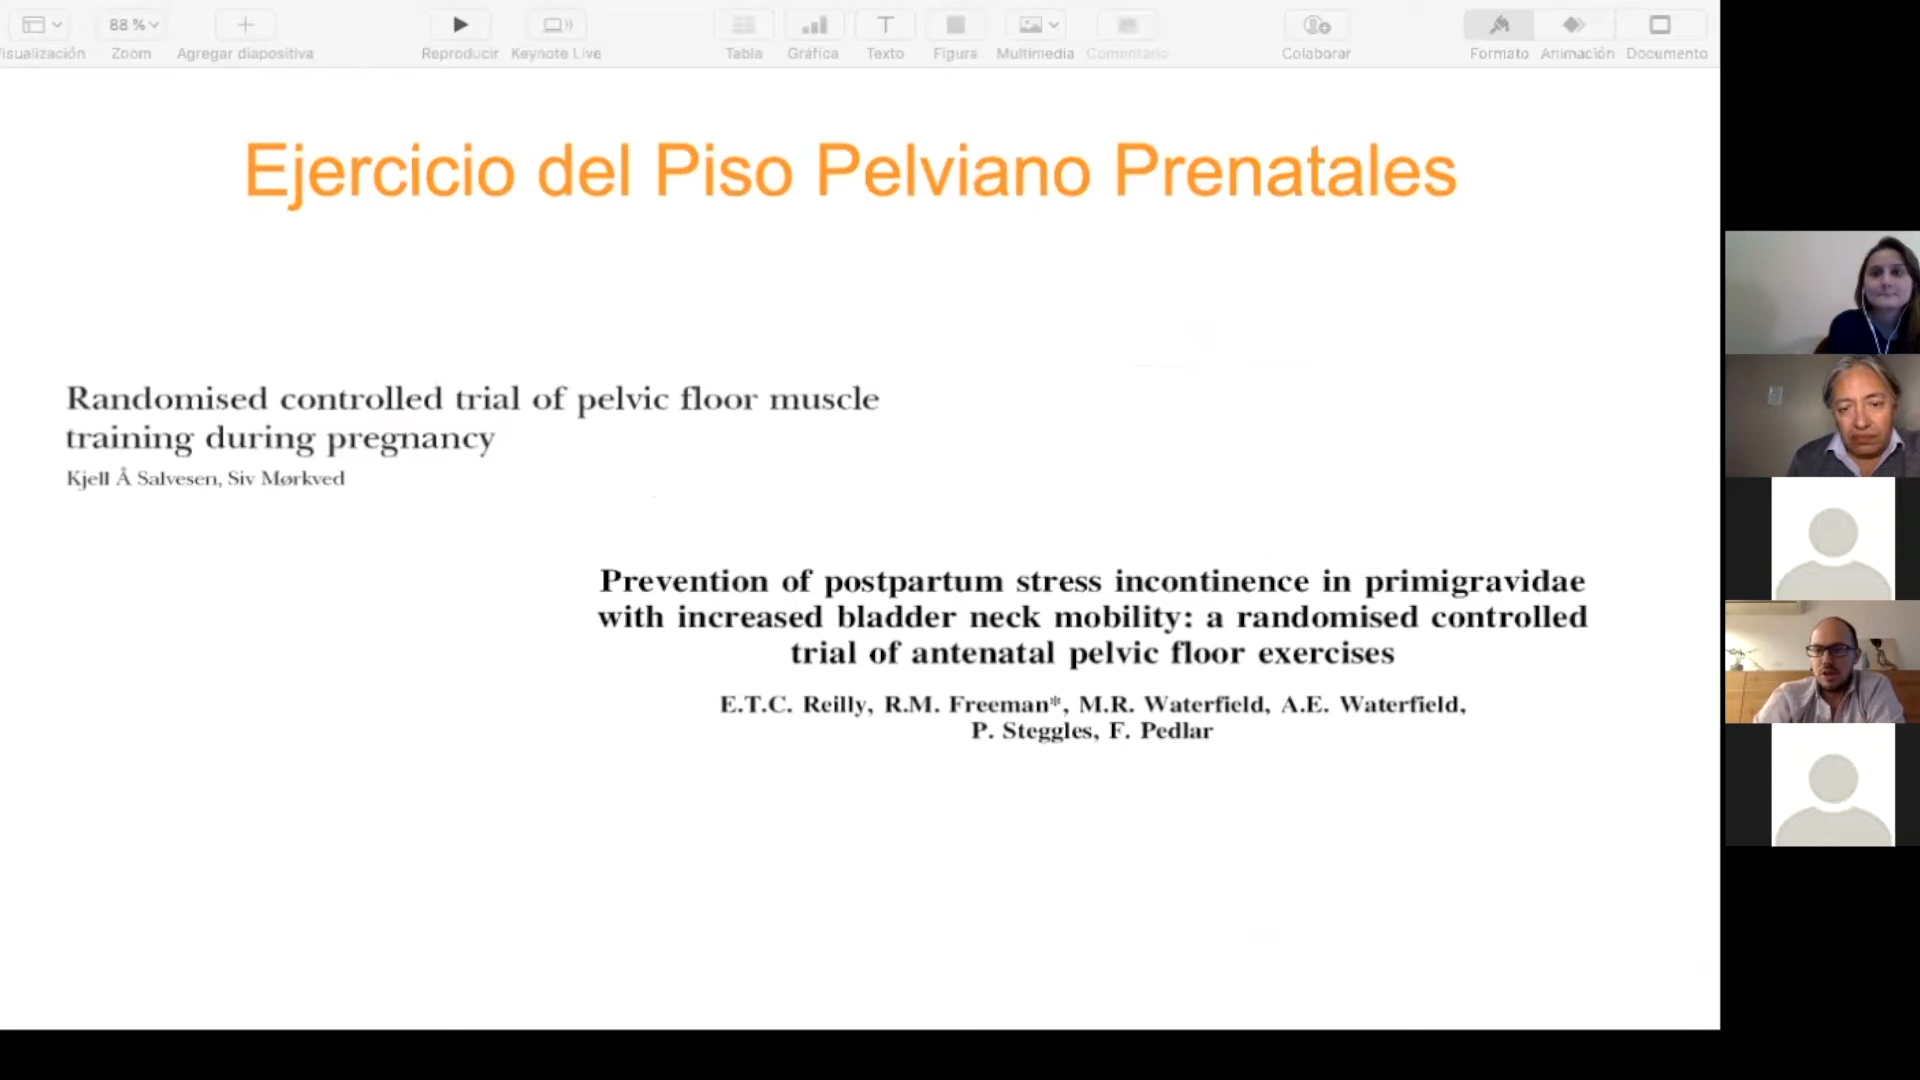 88 %
isualización Zoom Agregar diapositiva Reproducir Keynote Live Tabla Gráfica Texto Figura Multimedia Comentario Colaborar Formato Animación Documento
Ejercicio del Piso Pelviano Prenatales
Randomised controlled trial of pelvic floor muscle
training during pregnancy
Kjell Å Salvesen, Siv Mørkved
Prevention of postpartum stress incontinence in primigravidae
with increased bladder neck mobility: a randomised controlled
trial of antenatal pelvic floor exercises
E.T.C. Reilly, R.M. Freeman*, M.R. Waterfield, A.E. Waterfield,
P. Steggles, F. Pedlar